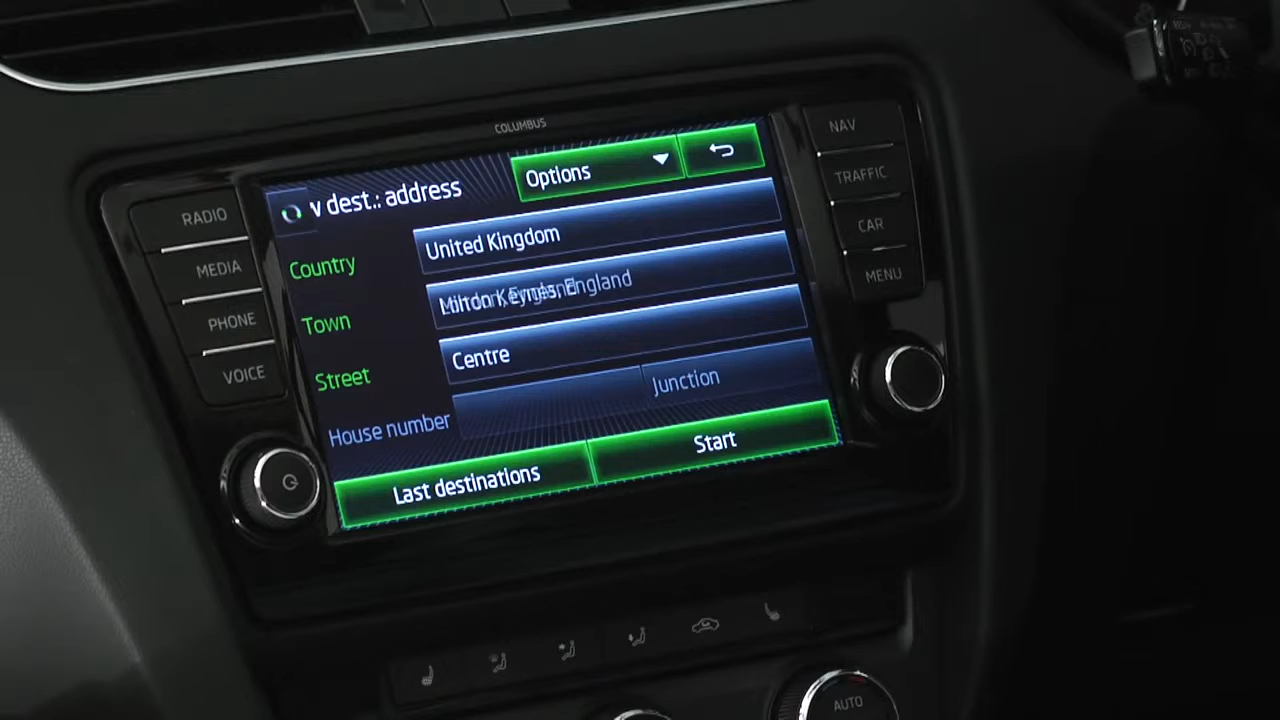 COLUMBUS
RADIO
MEDIA
PHONE
VOICE
v dest.: address
Options
Country
United Kingdom
Town
England
Street
Centre
House number
Junction
Last destinations
Start
NAV
TRAFFIC
CAR
MENU
AUTO